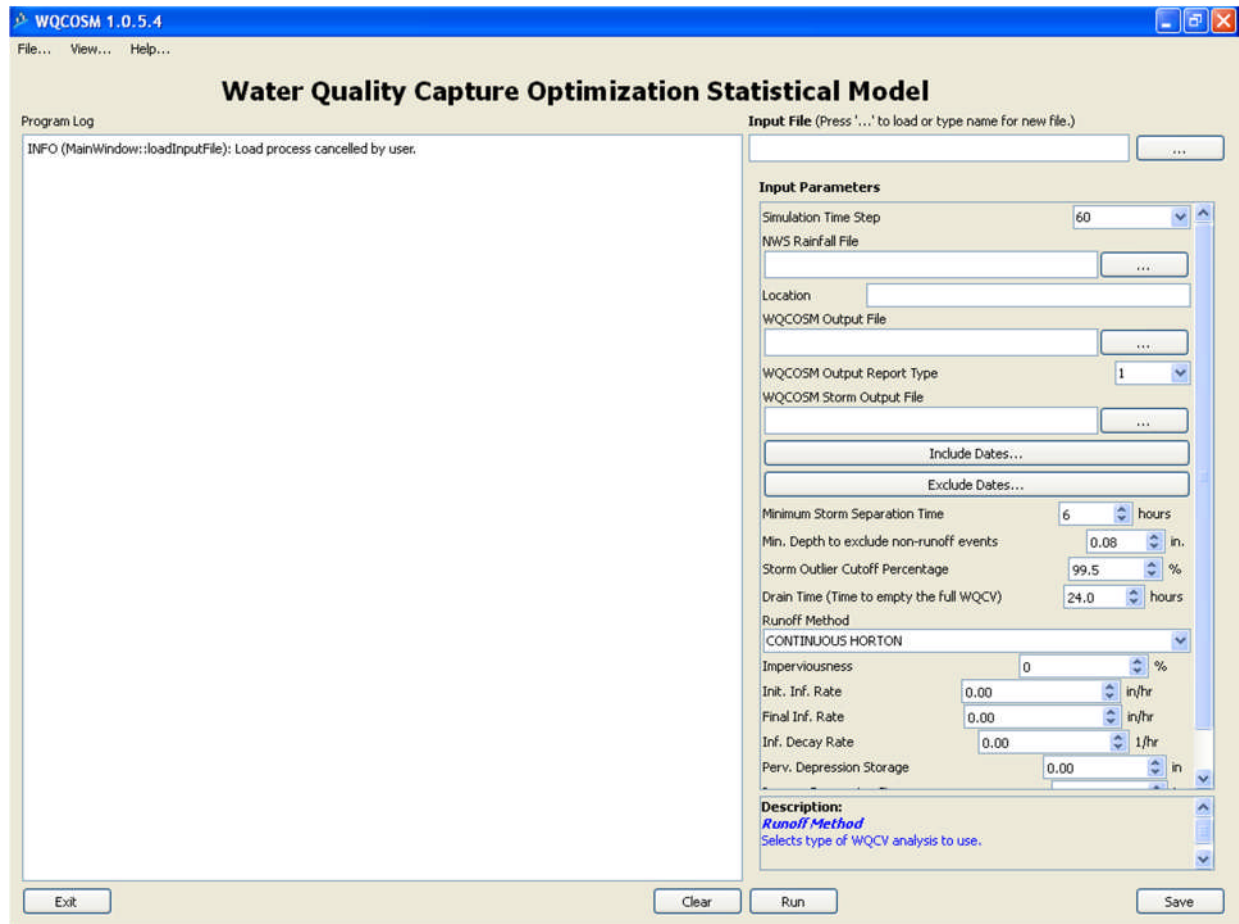 WQCOSM 1.0.5.4
File... View... Help...
Water Quality Capture Optimization Statistical Model
Program Log
INFO (MainWindow::loadInputFile): Load process cancelled by user.
Input File (Press '...' to load or type name for new file.)
...
Input Parameters
Simulation Time Step 60
NWS Rainfall File
...
Location
WQCOSM Output File
...
WQCOSM Output Report Type 1
WQCOSM Storm Output File
...
Include Dates...
Exclude Dates...
Minimum Storm Separation Time 6 hours
Min. Depth to exclude non-runoff events 0.08 in.
Storm Outlier Cutoff Percentage 99.5 %
Drain Time (Time to empty the full WQCV) 24.0 hours
Runoff Method
CONTINUOUS HORTON
Imperviousness 0 %
Init. Inf. Rate 0.00 in/hr
Final Inf. Rate 0.00 in/hr
Inf. Decay Rate 0.00 1/hr
Perv. Depression Storage 0.00 in
Description:
Runoff Method
Selects type of WQCV analysis to use.
Exit Clear Run Save